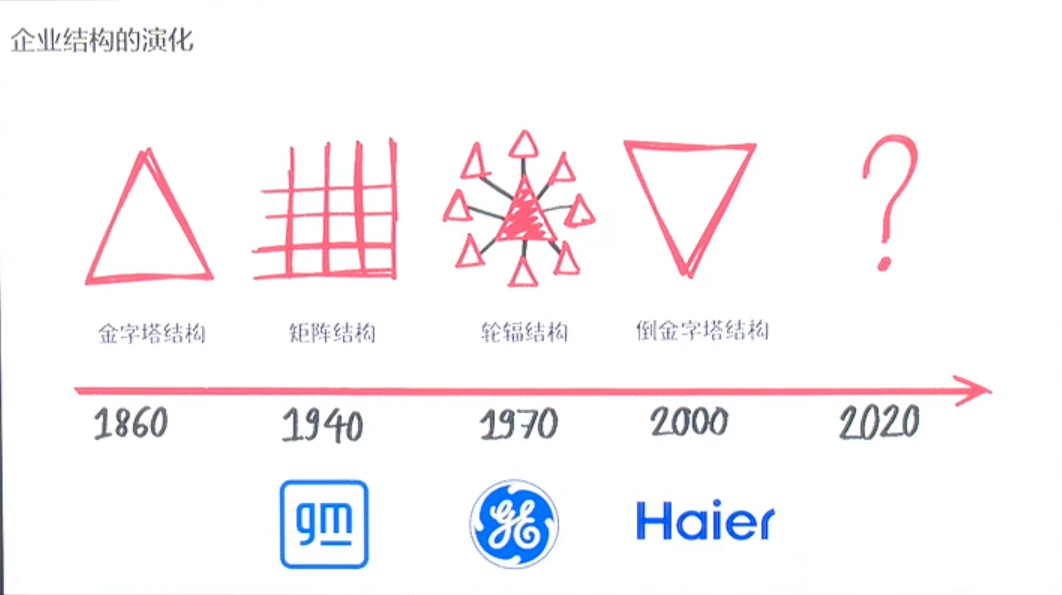 企业结构的演化
?
金字塔结构
矩阵结构
轮辐结构
倒金字塔结构
1860
1940
1970
2000
2020
gm
GE
Haier